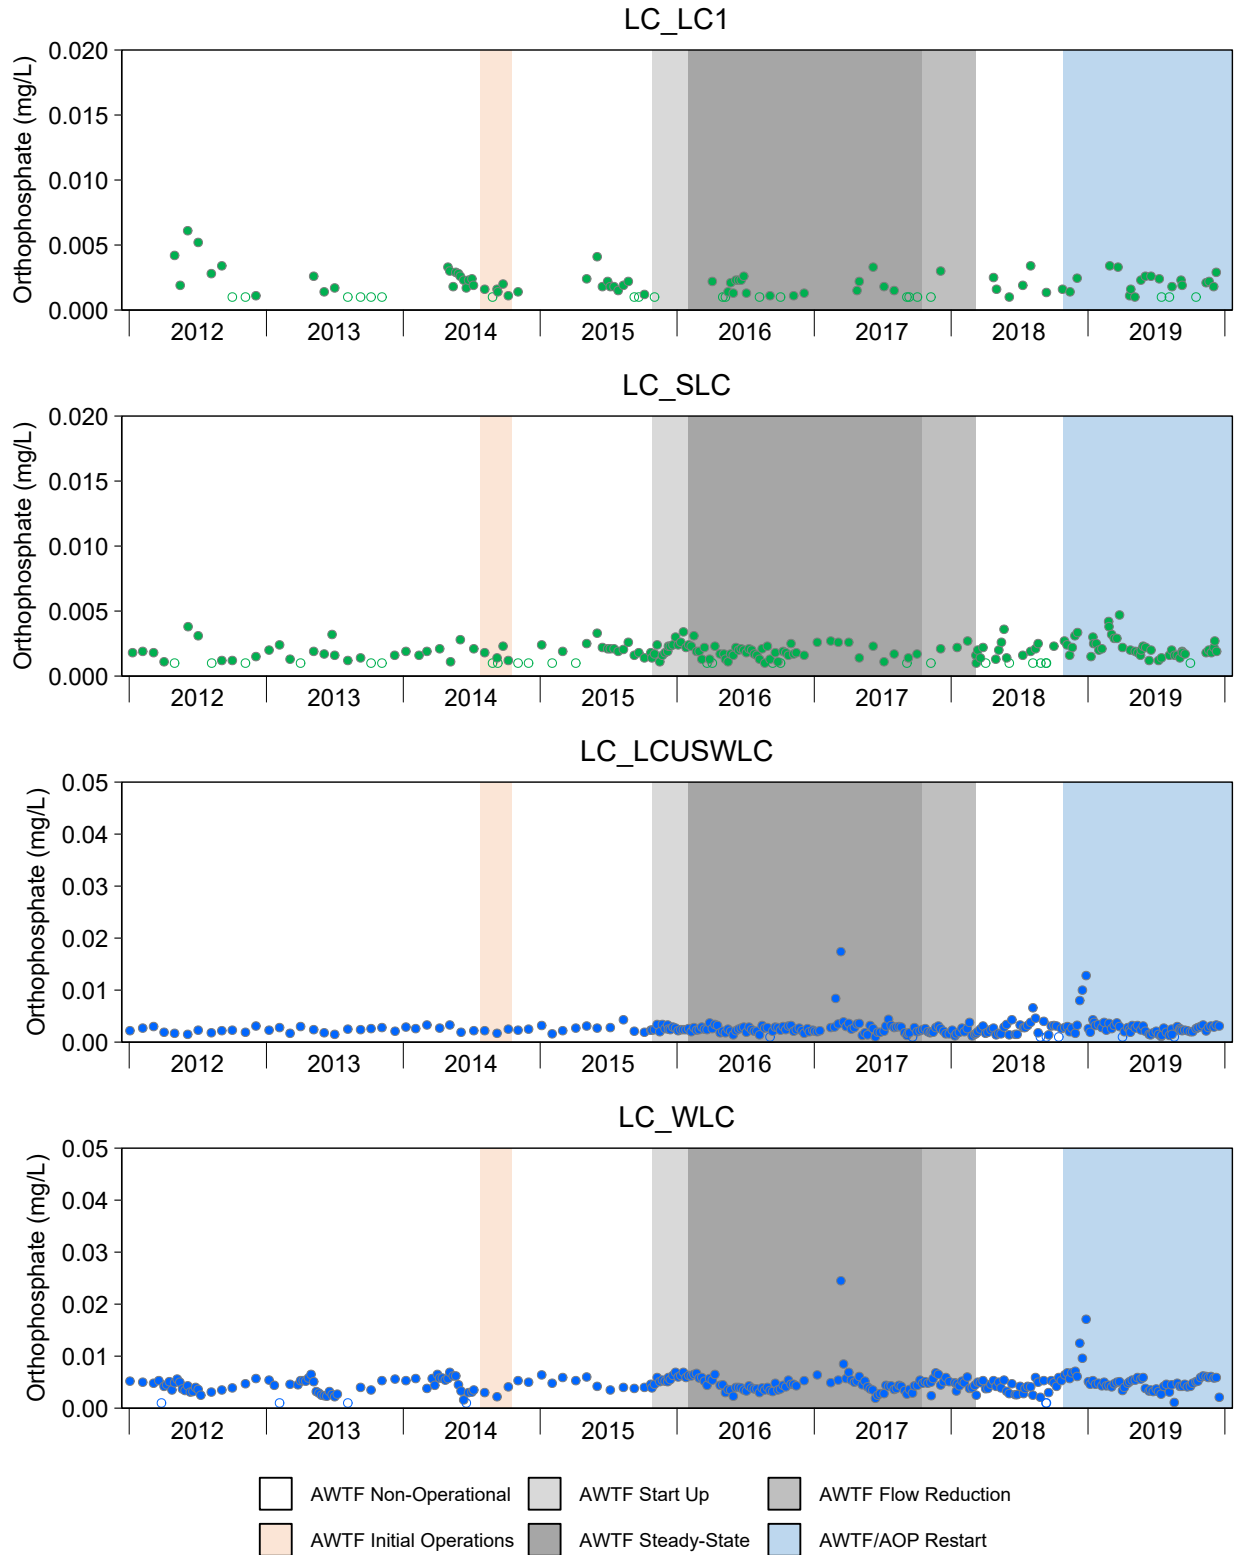 LC_LC1
Orthophosphate (mg/L)
0.020
0.015
0.010
0.005
0.000
2012 2013 2014 2015 2016 2017 2018 2019
LC_SLC
Orthophosphate (mg/L)
0.020
0.015
0.010
0.005
0.000
2012 2013 2014 2015 2016 2017 2018 2019
LC_LCUSWLC
Orthophosphate (mg/L)
0.05
0.04
0.03
0.02
0.01
0.00
2012 2013 2014 2015 2016 2017 2018 2019
LC_WLC
Orthophosphate (mg/L)
0.05
0.04
0.03
0.02
0.01
0.00
2012 2013 2014 2015 2016 2017 2018 2019
AWTF Non-Operational AWTF Start Up AWTF Flow Reduction
AWTF Initial Operations AWTF Steady-State AWTF/AOP Restart